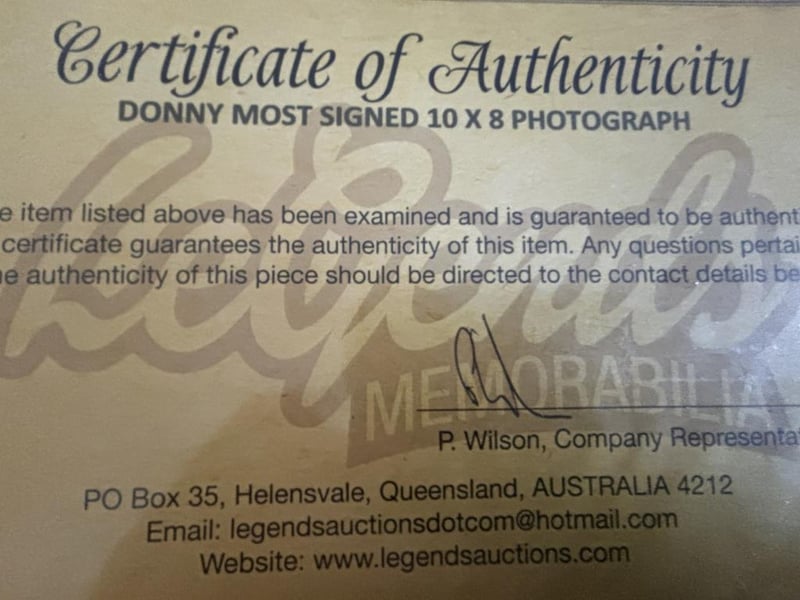 Certificate of Authenticity
DONNY MOST SIGNED 10 X 8 PHOTOGRAPH
Legends
e item listed above has been examined and is guaranteed to be authenti
certificate guarantees the authenticity of this item. Any questions pertai
e authenticity of this piece should be directed to the contact details be
MEMORABILIA
P. Wilson, Company Representa
PO Box 35, Helensvale, Queensland, AUSTRALIA 4212
Email: legendsauctionsdotcom@hotmail.com
Website: www.legendsauctions.com